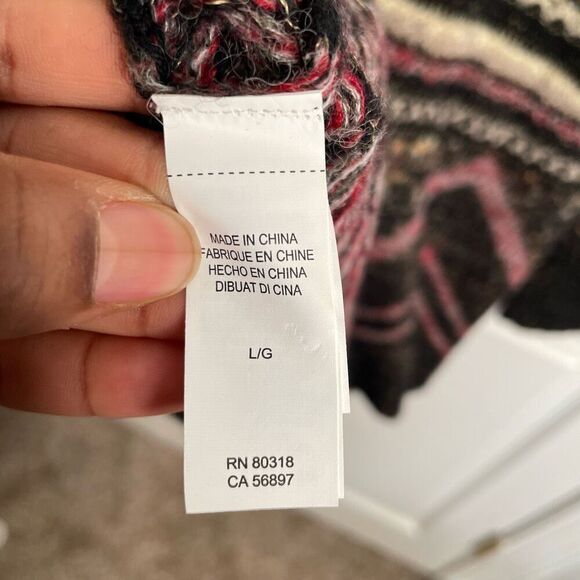 MADE IN CHINA
FABRIQUE EN CHINE
HECHO EN CHINA
DIBUAT DI CINA
L/G
RN 80318
CA 56897